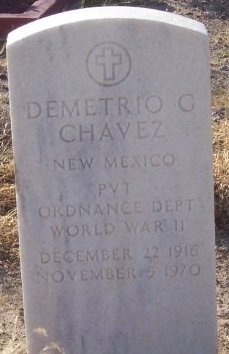 DEMETRIO G
CHAVEZ
NEW MEXICO
PVT
ORDNANCE DEPT
WORLD WAR II
DECEMBER 22 1916
NOVEMBER 5 1970